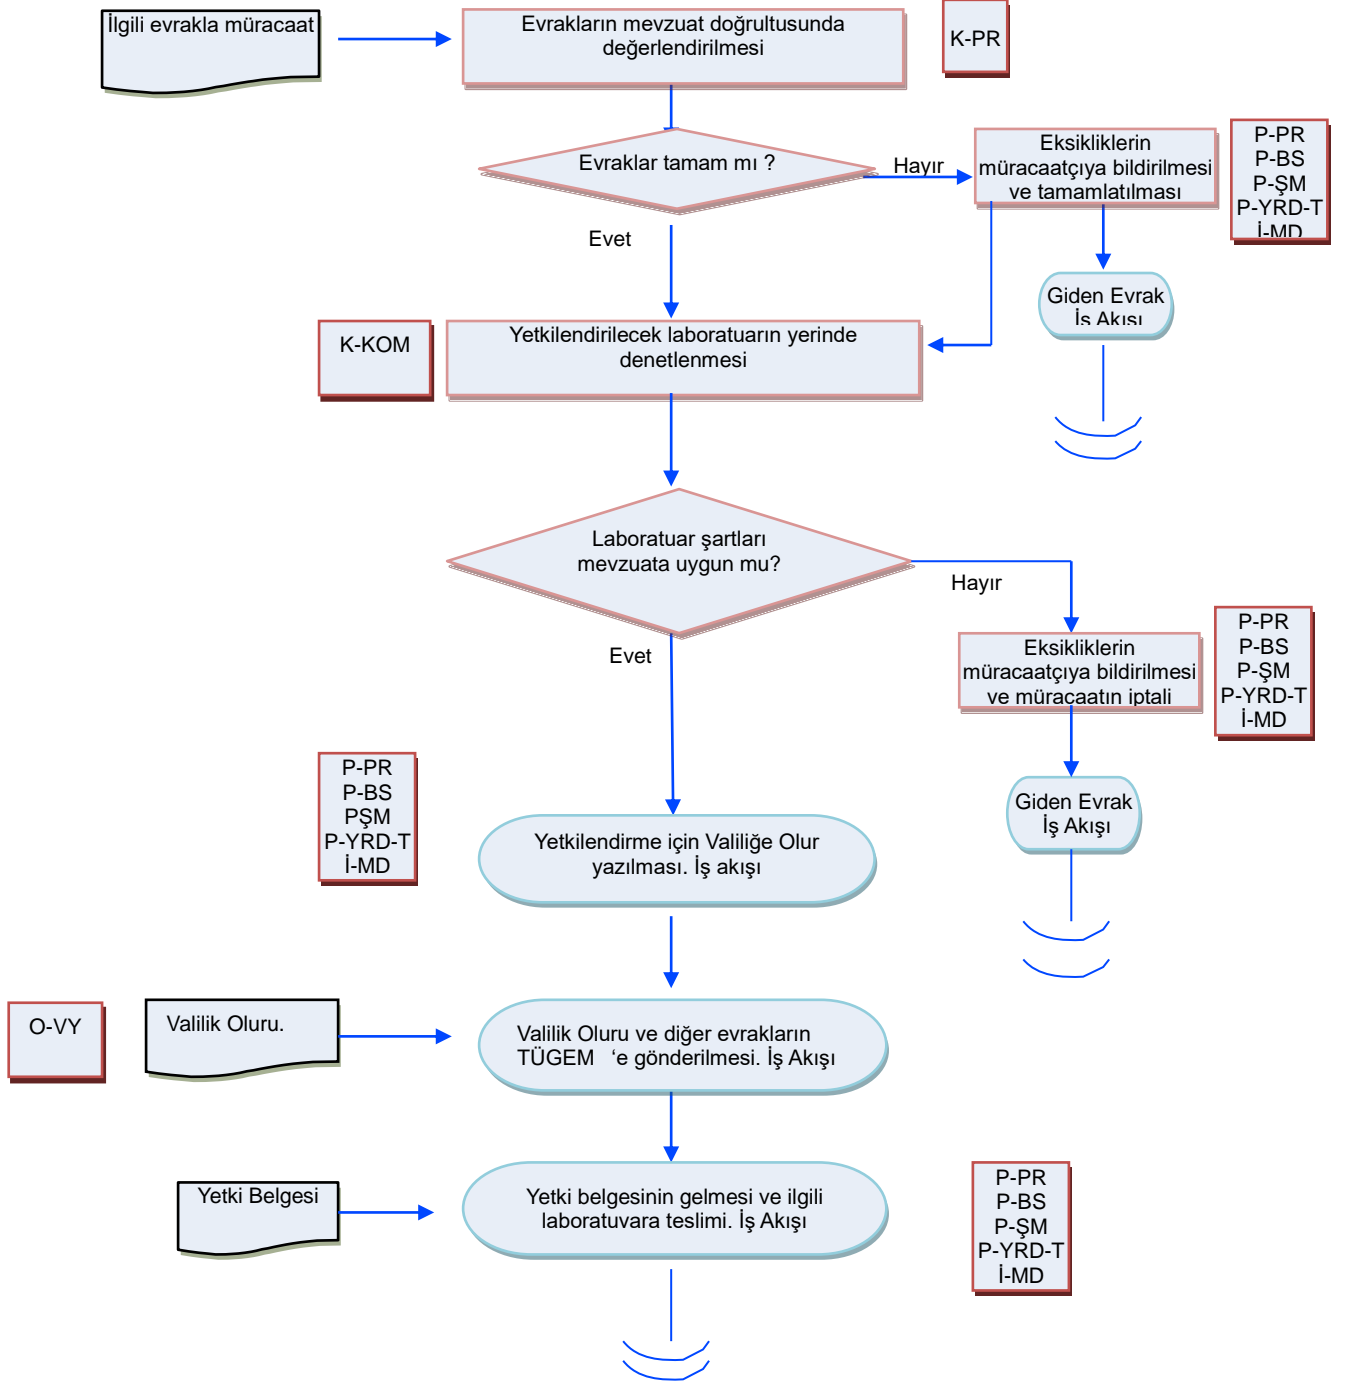 İlgili evrakla müracaat
Evrakların mevzuat doğrultusunda
değerlendirilmesi
K-PR
Evraklar tamam mı ?
Hayır
Eksikliklerin
müracaatçıya bildirilmesi
ve tamamlatılması
P-PR
P-BS
P-ŞM
P-YRD-T
İ-MD
Evet
Giden Evrak
İş Akışı
K-KOM
Yetkilendirilecek laboratuarın yerinde
denetlenmesi
Laboratuar şartları
mevzuata uygun mu?
Hayır
Evet
Eksikliklerin
müracaatçıya bildirilmesi
ve müracaatın iptali
P-PR
P-BS
P-ŞM
P-YRD-T
İ-MD
P-PR
P-BS
PŞM
P-YRD-T
İ-MD
Giden Evrak
İş Akışı
Yetkilendirme için Valiliğe Olur
yazılması. İş akışı
O-VY
Valilik Oluru.
Valilik Oluru ve diğer evrakların
TÜGEM ‘e gönderilmesi. İş Akışı
Yetki Belgesi
Yetki belgesinin gelmesi ve ilgili
laboratuvara teslimi. İş Akışı
P-PR
P-BS
P-ŞM
P-YRD-T
İ-MD